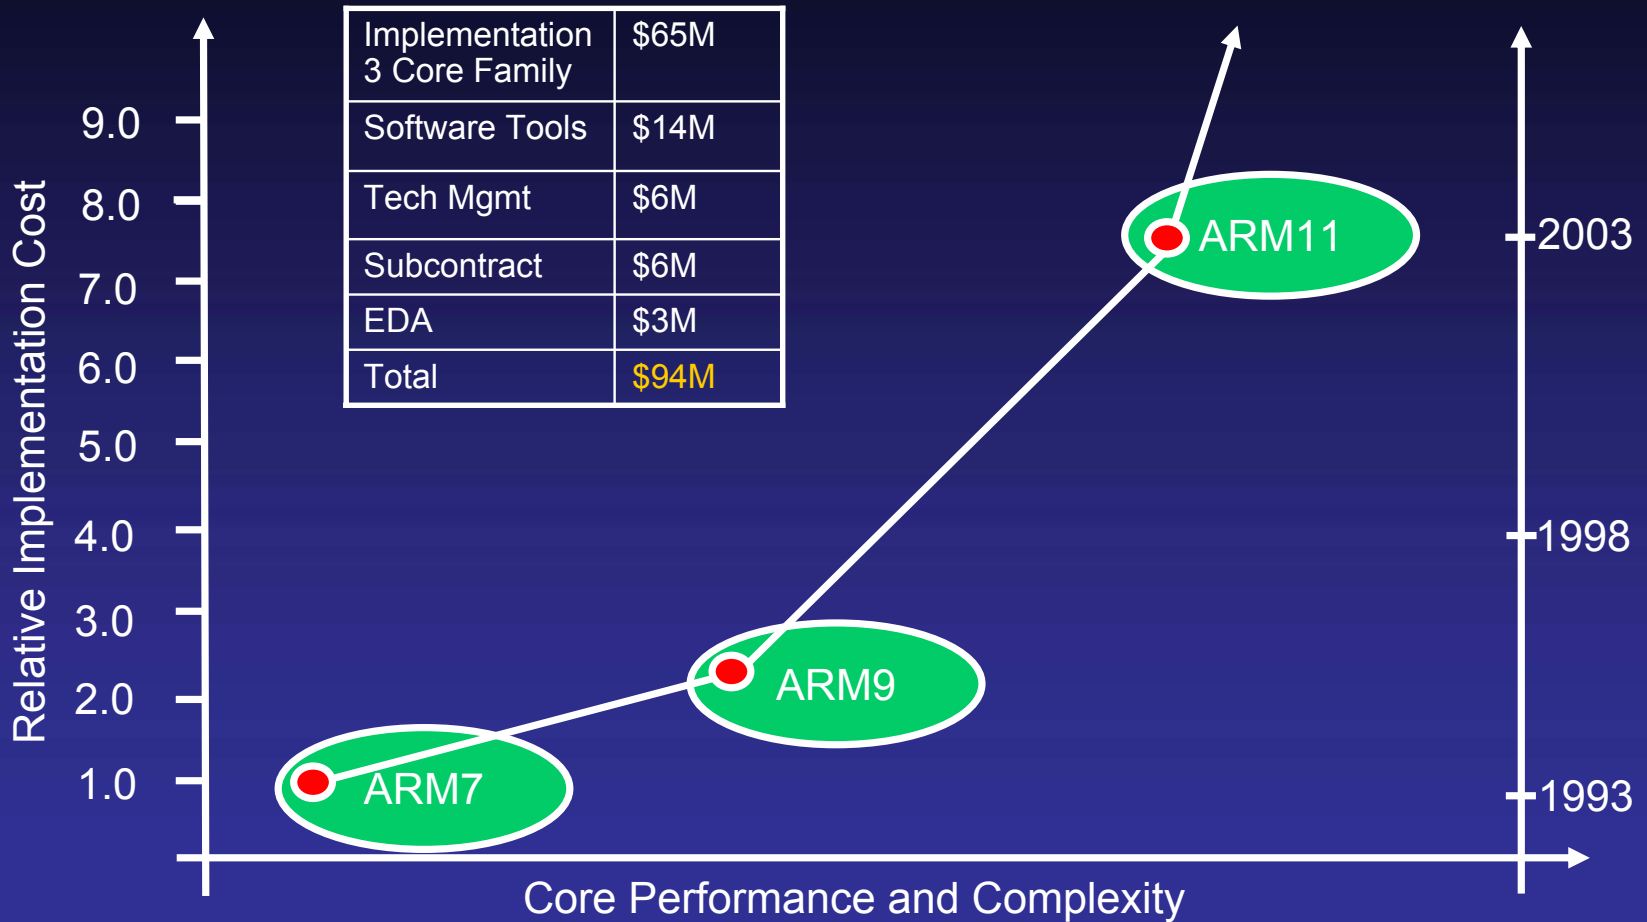 Implementation $65M
3 Core Family
Software Tools $14M
Tech Mgmt $6M
Subcontract $6M
EDA $3M
Total $94M
Relative Implementation Cost
9.0
8.0
7.0
6.0
5.0
4.0
3.0
2.0
1.0
ARM11
ARM9
ARM7
2003
1998
1993
Core Performance and Complexity